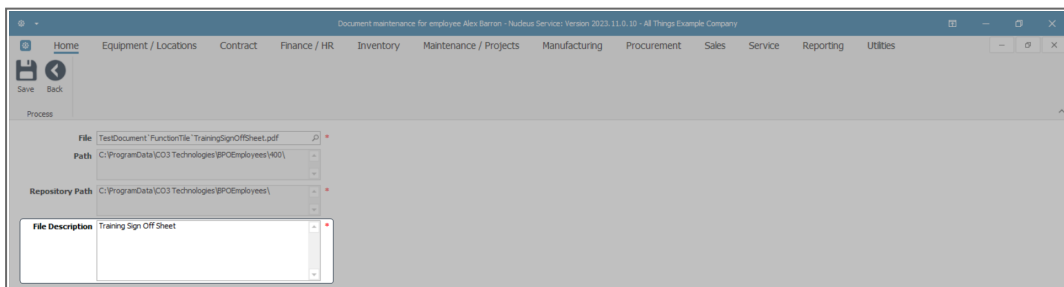 Document maintenance for employee Alex Barron - Nucleus Service: Version 2023.11.0.10 - All Things Example Company
Home Equipment / Locations Contract Finance / HR Inventory Maintenance / Projects Manufacturing Procurement Sales Service Reporting Utilities
Save Back
Process
File TestDocument`FunctionTile`TrainingSignOffSheet.pdf *
Path C:\ProgramData\CO3 Technologies\BPOEmployees\400\
Repository Path C:\ProgramData\CO3 Technologies\BPOEmployees\ *
File Description Training Sign Off Sheet *